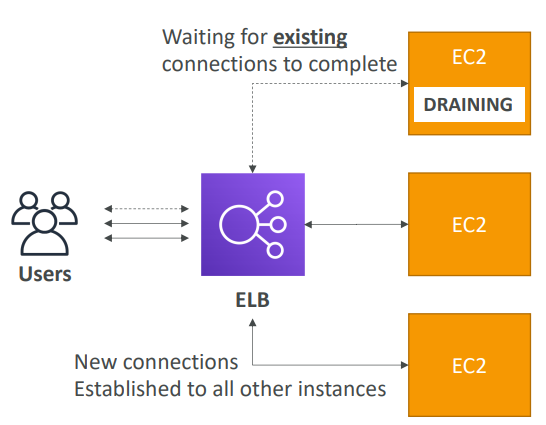 Waiting for existing
connections to complete
EC2
DRAINING
EC2
Users
ELB
New connections
Established to all other instances
EC2